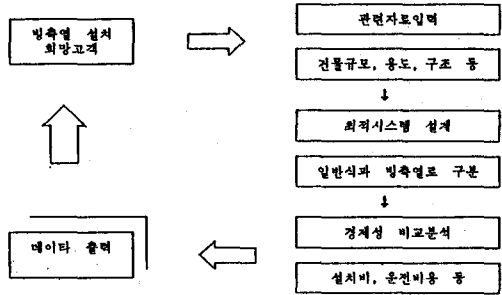 빙축열 설치
희망고객
관련자료입력
건물규모, 용도, 구조 등
최적시스템 설계
일반식과 빙축열로 구분
경제성 비교분석
설치비, 운전비용 등
데이타 출력